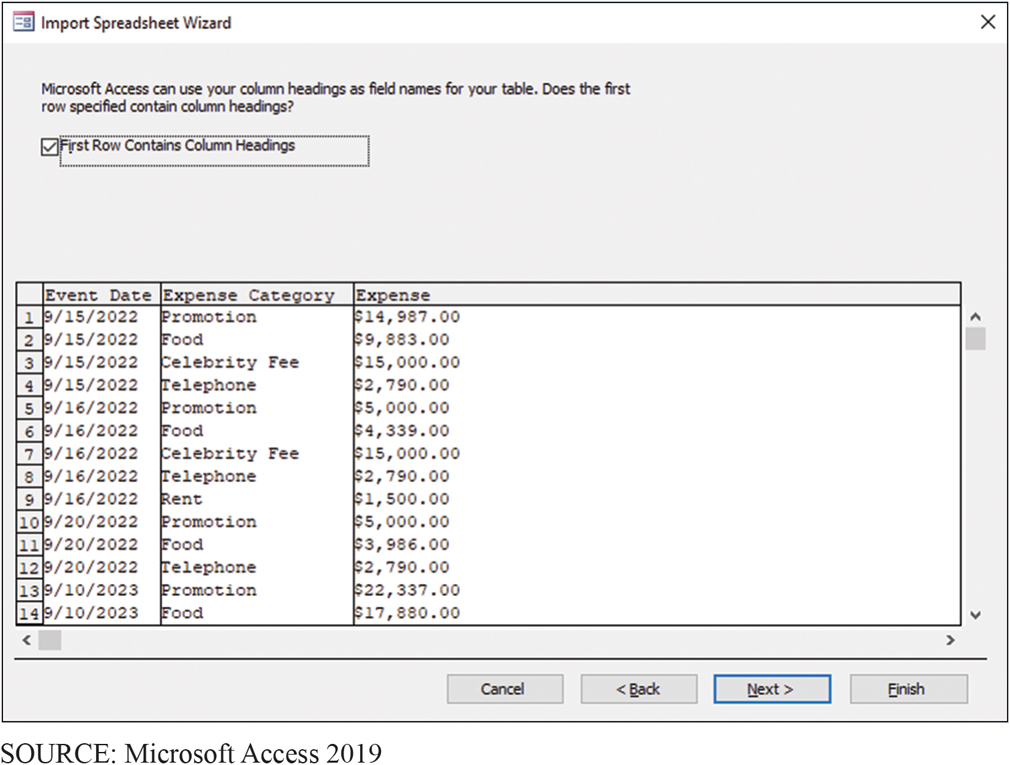 Import Spreadsheet Wizard
Microsoft Access can use your column headings as field names for your table. Does the first
row specified contain column headings?
First Row Contains Column Headings
Event Date Expense Category Expense
1 9/15/2022 Promotion $14,987.00
2 9/15/2022 Food $9,883.00
3 9/15/2022 Celebrity Fee $15,000.00
4 9/15/2022 Telephone $2,790.00
5 9/16/2022 Promotion $5,000.00
6 9/16/2022 Food $4,339.00
7 9/16/2022 Celebrity Fee $15,000.00
8 9/16/2022 Telephone $2,790.00
9 9/16/2022 Rent $1,500.00
10 9/20/2022 Promotion $5,000.00
11 9/20/2022 Food $3,986.00
12 9/20/2022 Telephone $2,790.00
13 9/10/2023 Promotion $22,337.00
14 9/10/2023 Food $17,880.00
Cancel < Back Next > Finish
SOURCE: Microsoft Access 2019